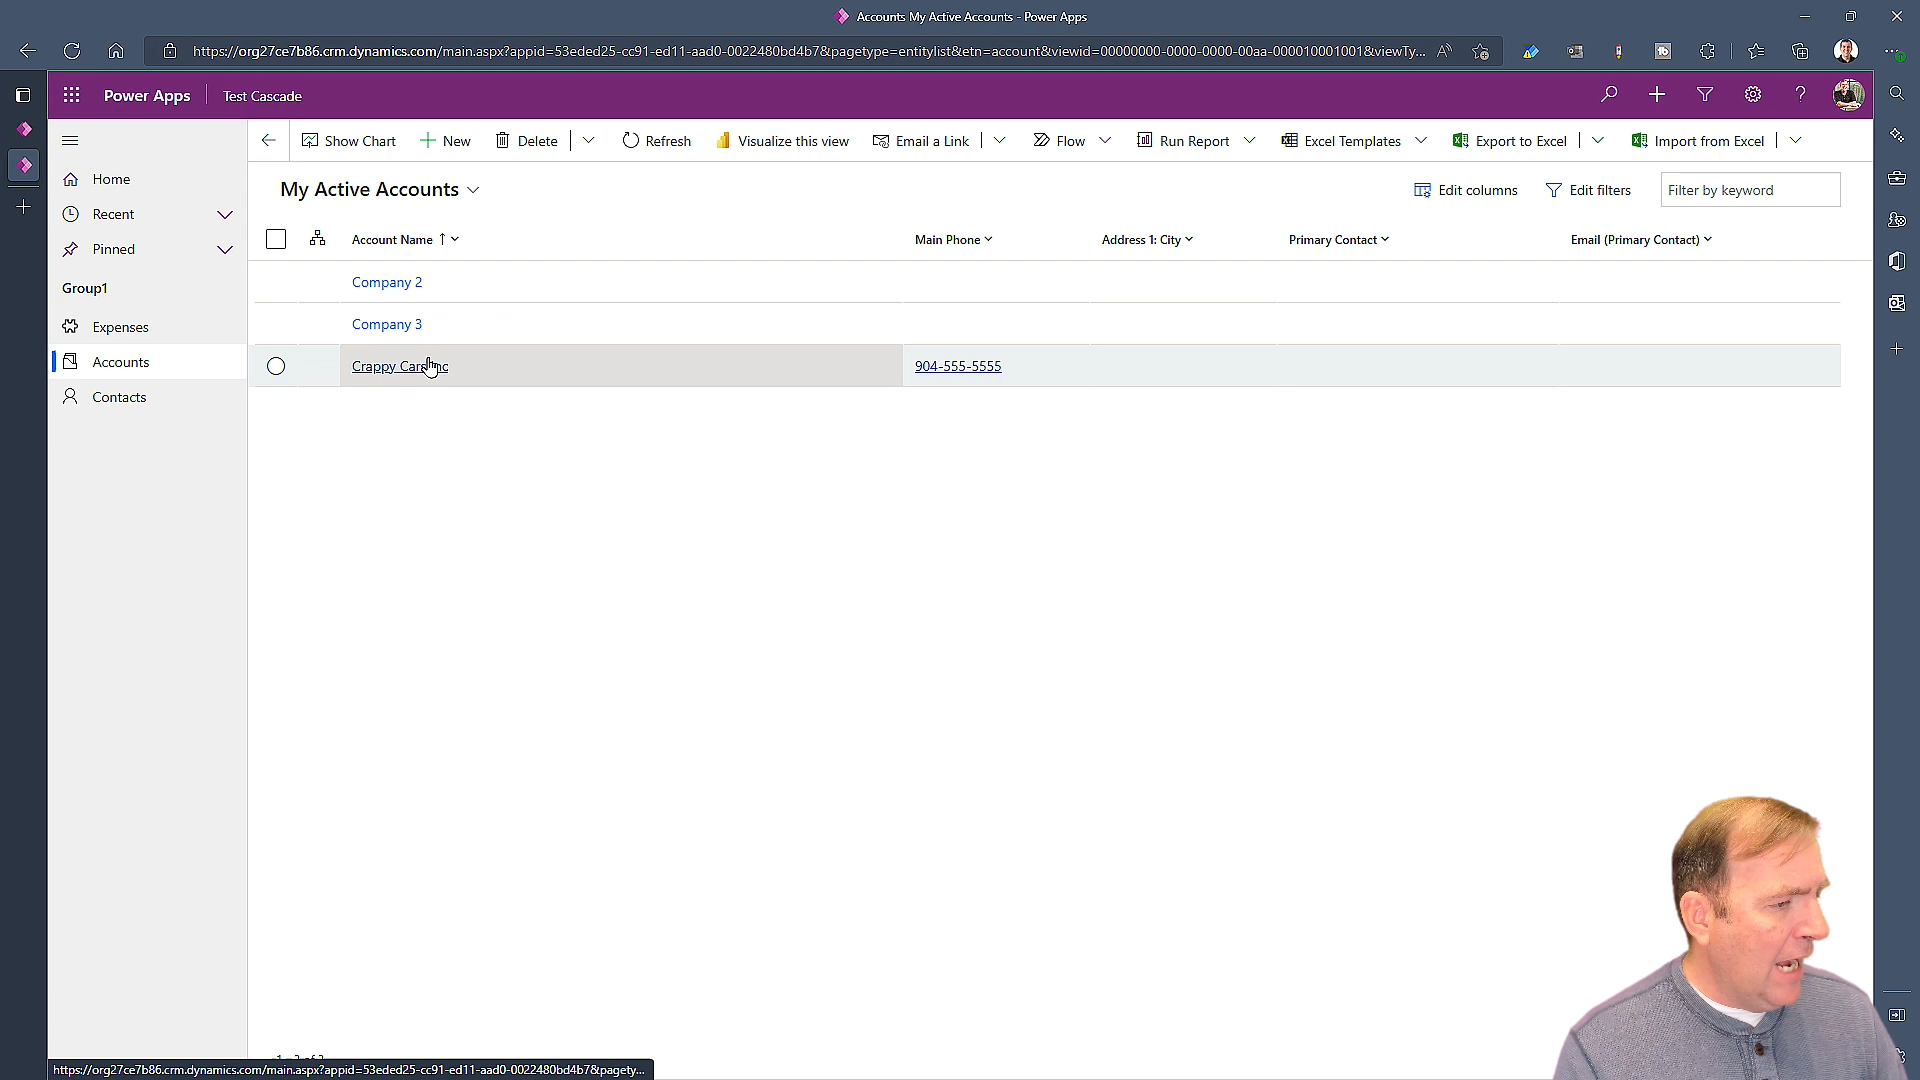 Accounts My Active Accounts - Power Apps
https://org27ce7b86.crm.dynamics.com/main.aspx?appid=53eded25-cc91-ed11-aad0-0022480bd4b7&pagetype=entitylist&etn=account&viewid=00000000-0000-0000-00aa-000010001001&viewTy...
Power Apps
Test Cascade
Show Chart
New
Delete
Refresh
Visualize this view
Email a Link
Flow
Run Report
Excel Templates
Export to Excel
Import from Excel
Home
Recent
Pinned
Group1
Expenses
Accounts
Contacts
My Active Accounts
Edit columns
Edit filters
Filter by keyword
Account Name
Main Phone
Address 1: City
Primary Contact
Email (Primary Contact)
Company 2
Company 3
Crappy
904-555-5555
https://org27ce7b86.crm.dynamics.com/main.aspx?appid=53eded25-cc91-ed11-aad0-0022480bd4b7&pagety...